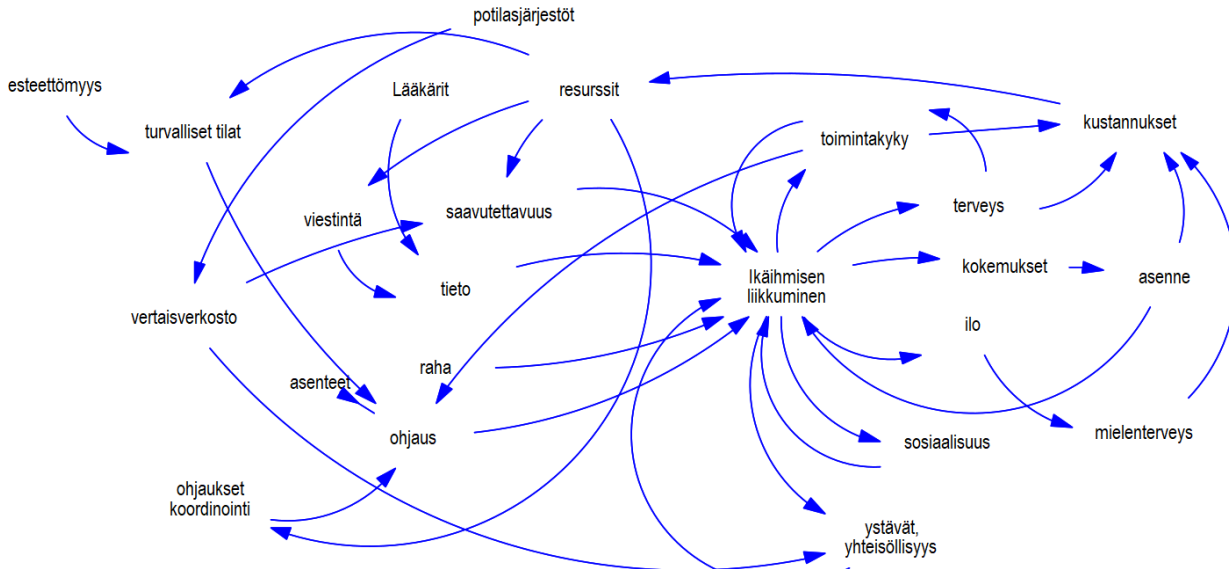 potilasjärjestöt
esteettömyys
Lääkärit
resurssit
kustannukset
turvalliset tilat
toimintakyky
viestintä
saavutettavuus
terveys
kokemukset
asenne
tieto
Ikäihmisen
liikkuminen
vertaisverkosto
ilo
raha
asenteet
ohjaus
sosiaalisuus
mielenterveys
ohjaukset
koordinointi
ystävät,
yhteisöllisyys